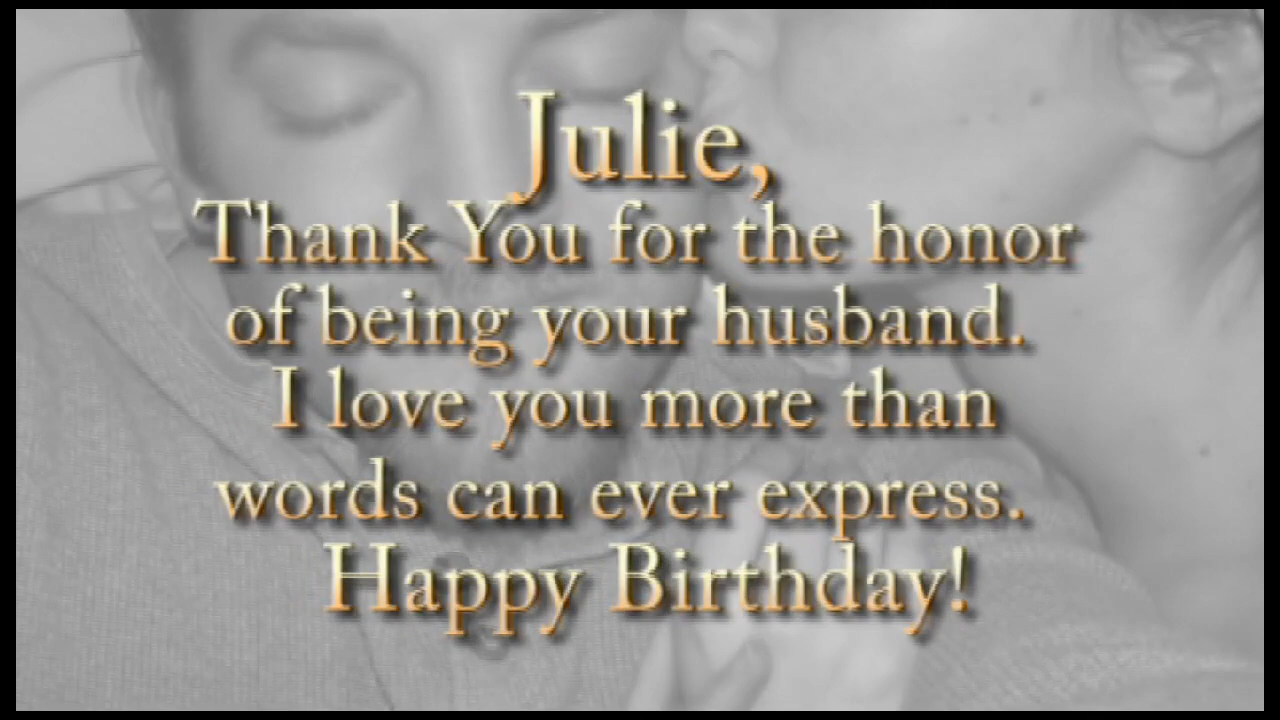 Julie,
Thank You for the honor
of being your husband.
I love you more than
words can ever express.
Happy Birthday!